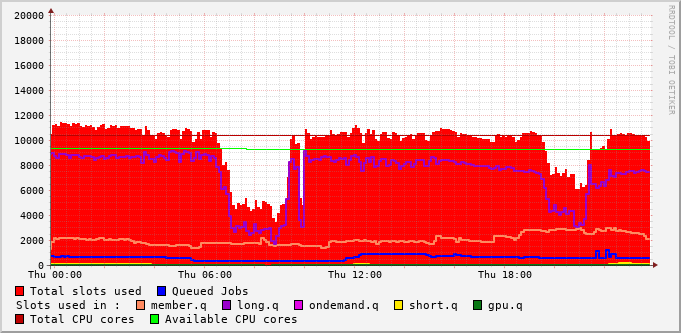 20000
18000
16000
14000
12000
10000
8000
6000
4000
2000
0
Thu 00:00 Thu 06:00 Thu 12:00 Thu 18:00
Total slots used Queued Jobs
Slots used in : member.q long.q ondemand.q short.q gpu.q
Total CPU cores Available CPU cores
RRDTOOL / TOBI OETIKER